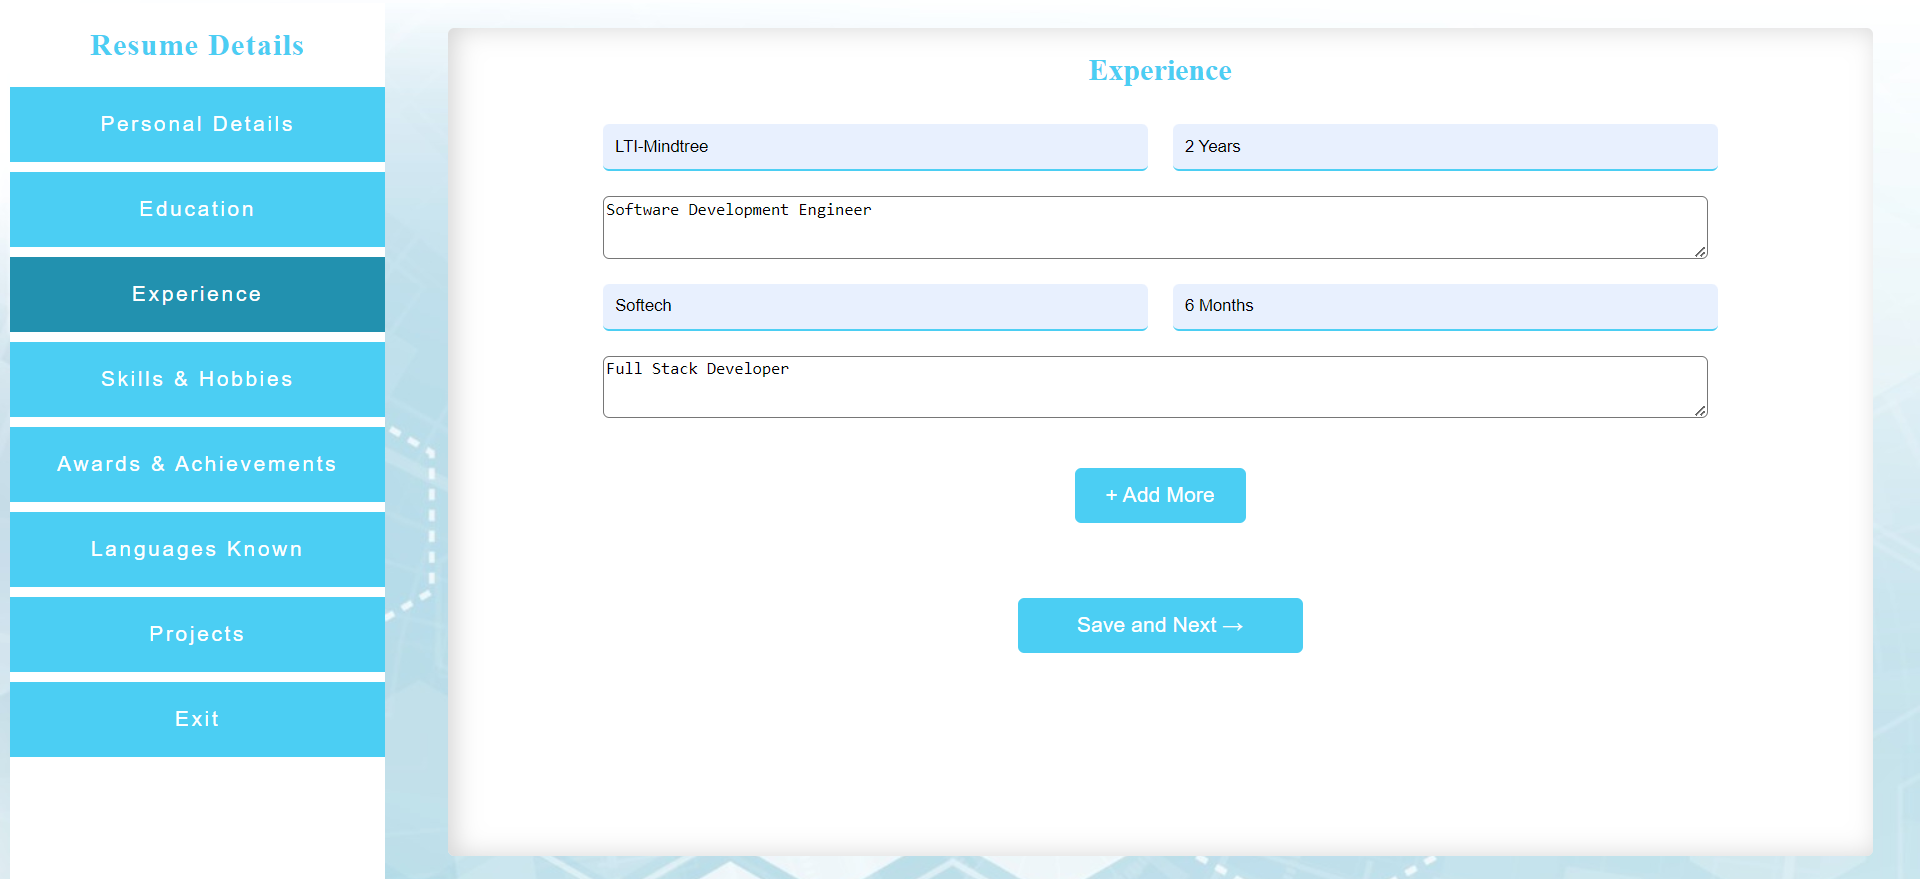 Resume Details
Personal Details
Education
Experience
Skills & Hobbies
Awards & Achievements
Languages Known
Projects
Exit
Experience
LTI-Mindtree
2 Years
Software Development Engineer
Softech
6 Months
Full Stack Developer
+ Add More
Save and Next →